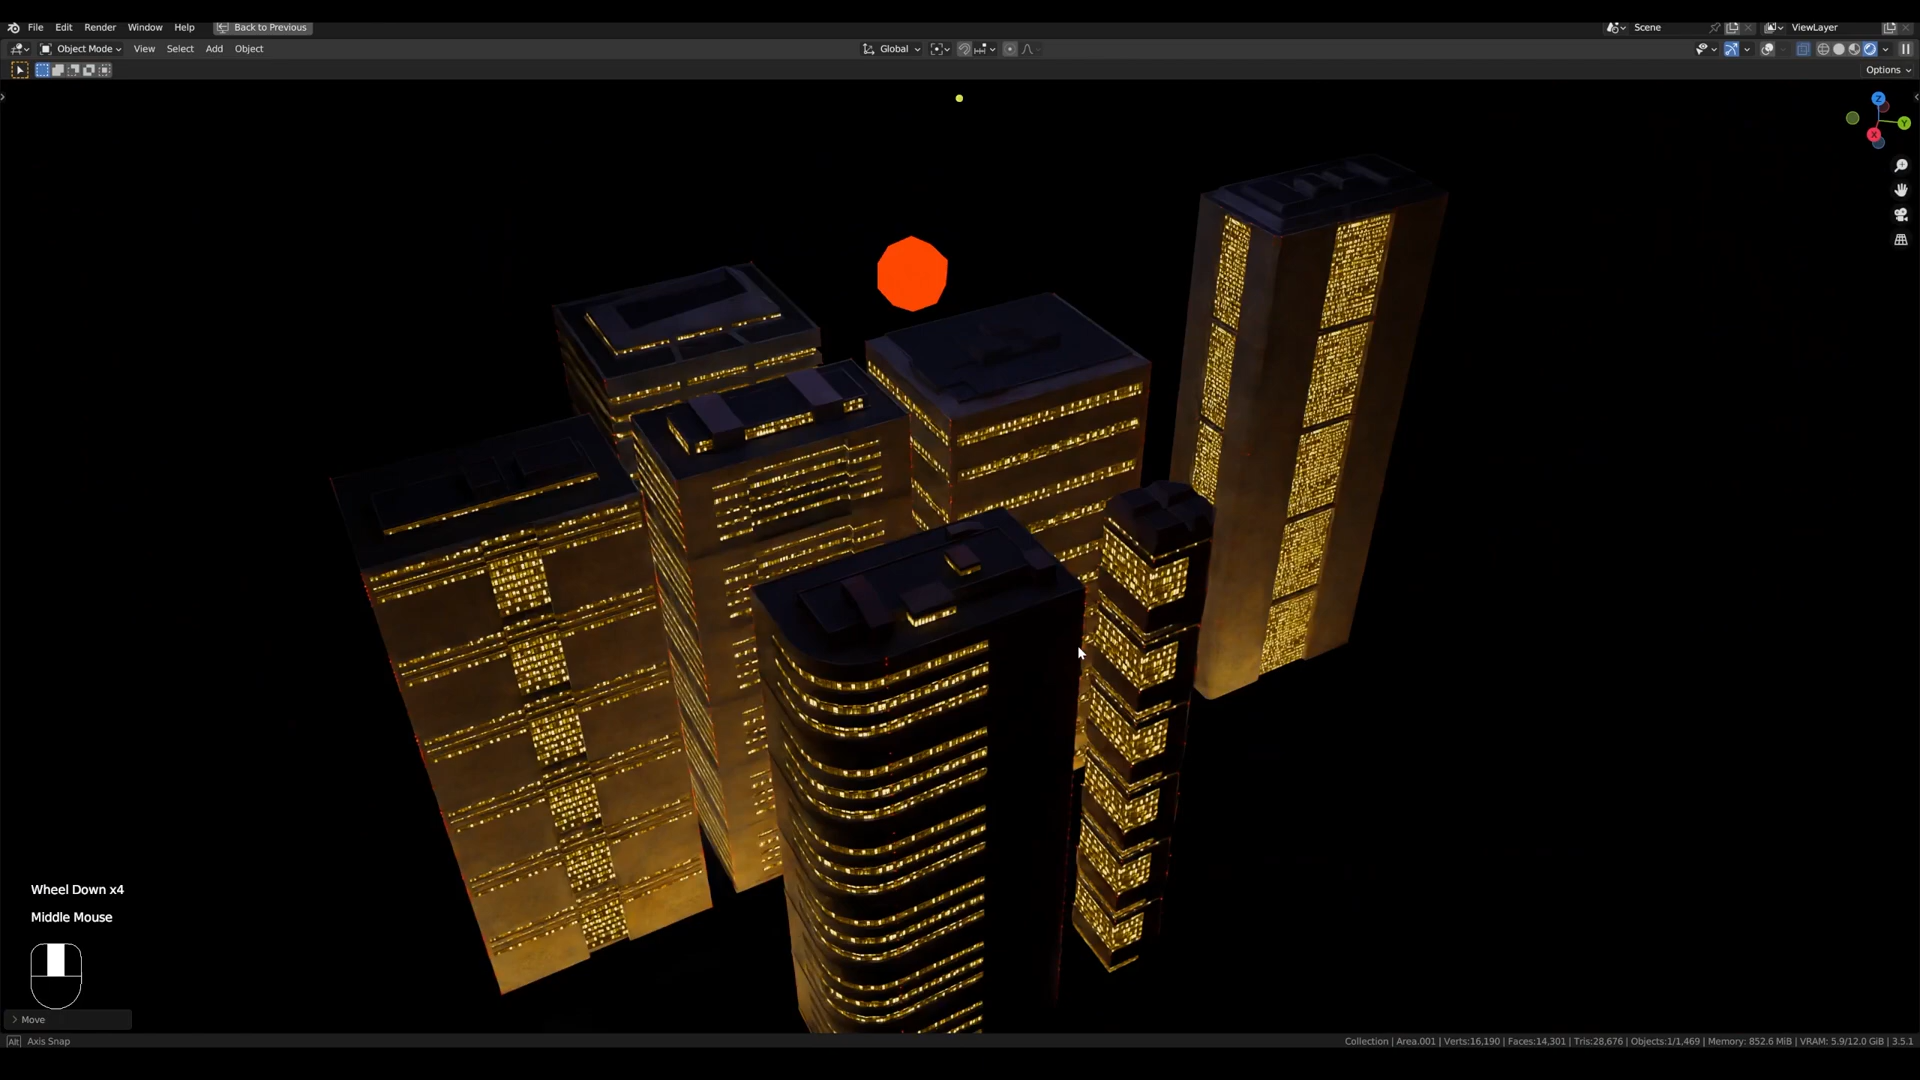 File Edit Render Window Help Back to Previous Scene ViewLayer
Object Mode View Select Add Object Global
Options
Z
Y
X
Wheel Down x4
Middle Mouse
Move
Alt Axis Snap Collection | Area.001 | Verts:16,190 | Faces:14,301 | Tris:28,676 | Objects:1/1,469 | Memory: 852.6 MiB | VRAM: 5.9/12.0 GiB | 3.5.1